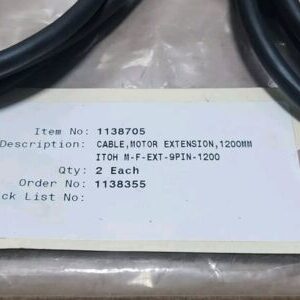 Item No: 1138705
Description: CABLE,MOTOR EXTENSION,1200MM
ITOH M-F-EXT-9PIN-1200
Qty: 2 Each
Order No: 1138355
ck List No: